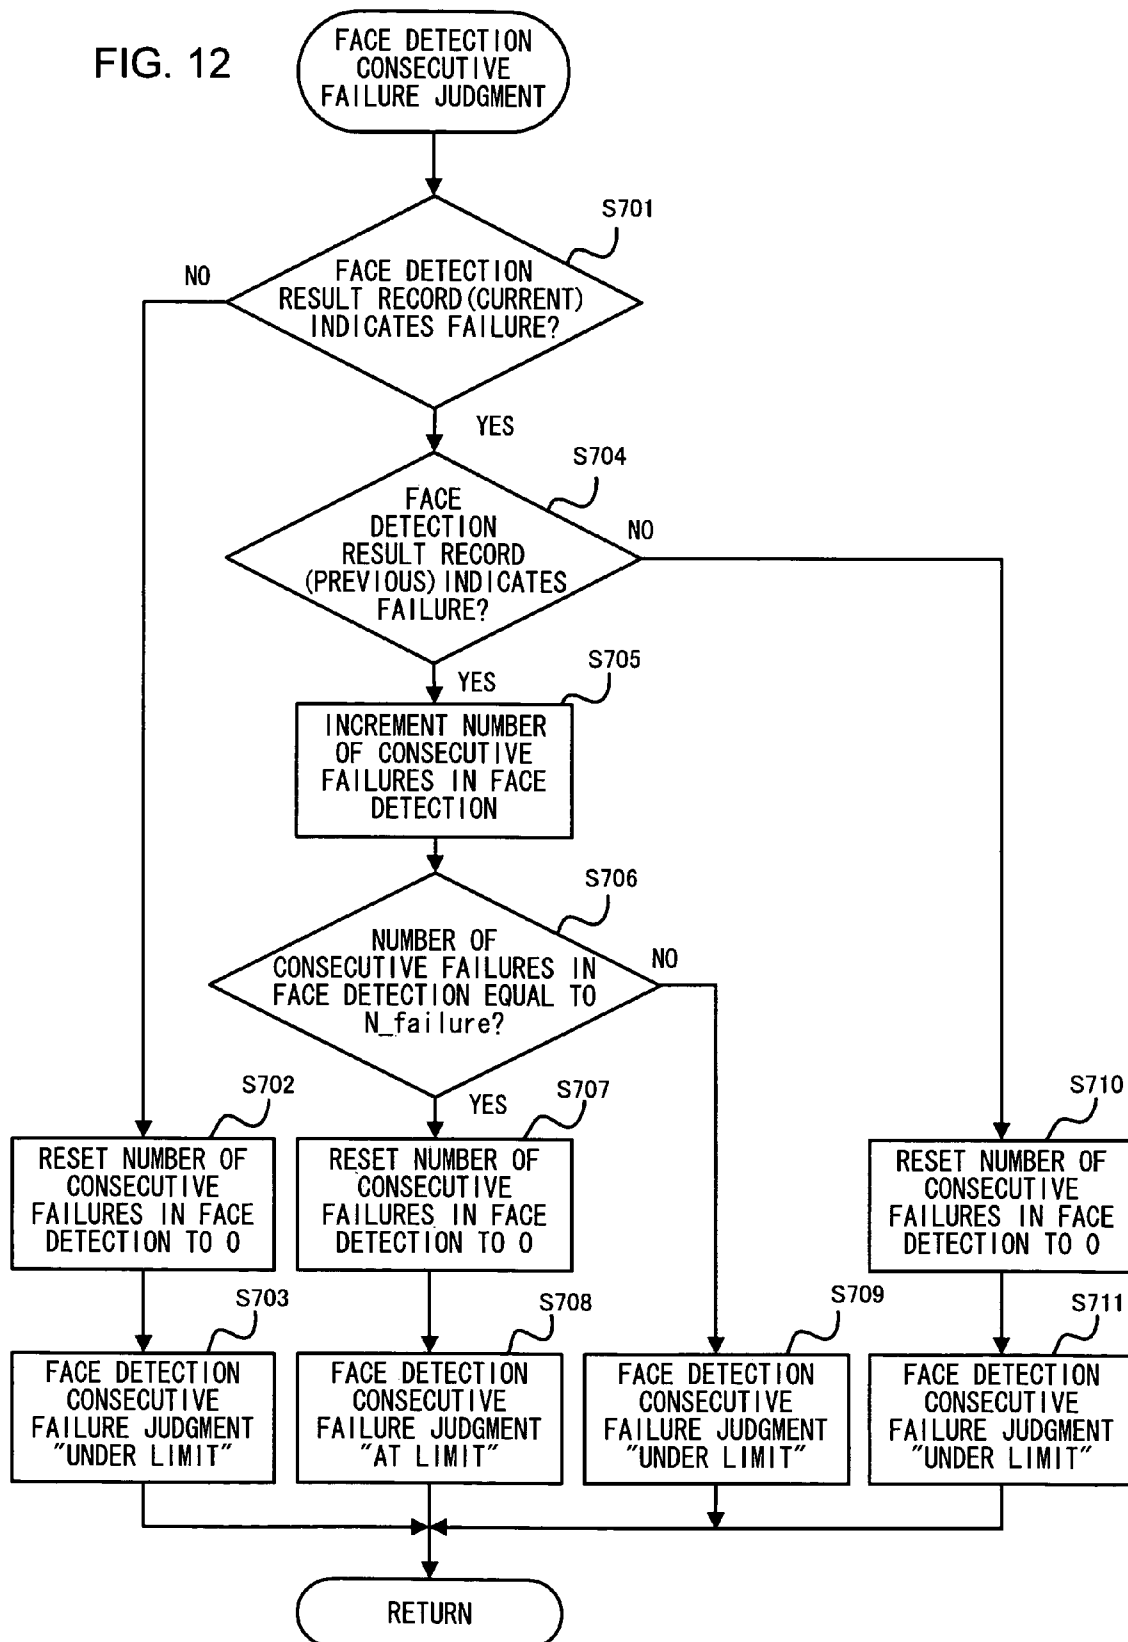 FIG. 12
FACE DETECTION
CONSECUTIVE
FAILURE JUDGMENT
S701
NO
FACE DETECTION
RESULT RECORD(CURRENT)
INDICATES FAILURE?
YES
S704
FACE
DETECTION
RESULT RECORD
(PREVIOUS)INDICATES
FAILURE?
NO
S705
YES
INCREMENT NUMBER
OF CONSECUTIVE
FAILURES IN FACE
DETECTION
S706
NUMBER OF
CONSECUTIVE FAILURES IN
FACE DETECTION EQUAL TO
N_failure?
NO
YES
S702
RESET NUMBER OF
CONSECUTIVE
FAILURES IN FACE
DETECTION TO 0
S707
RESET NUMBER OF
CONSECUTIVE
FAILURES IN FACE
DETECTION TO 0
S710
RESET NUMBER OF
CONSECUTIVE
FAILURES IN FACE
DETECTION TO 0
S703
FACE DETECTION
CONSECUTIVE
FAILURE JUDGMENT
"UNDER LIMIT"
S708
FACE DETECTION
CONSECUTIVE
FAILURE JUDGMENT
"AT LIMIT"
S709
FACE DETECTION
CONSECUTIVE
FAILURE JUDGMENT
"UNDER LIMIT"
S711
FACE DETECTION
CONSECUTIVE
FAILURE JUDGMENT
"UNDER LIMIT"
RETURN